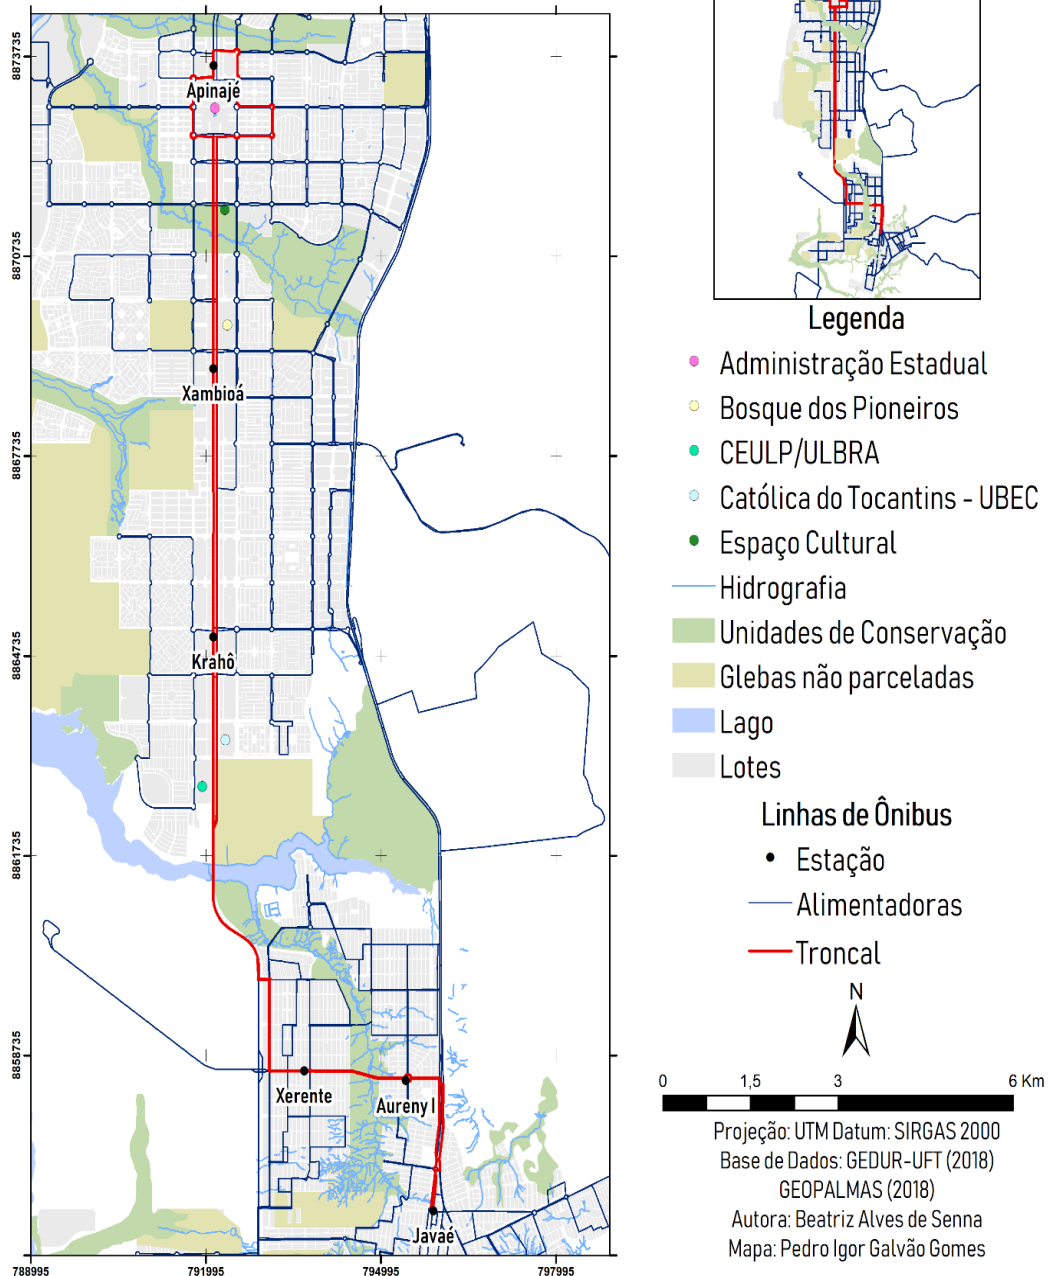 8873735
8870735
8867735
8864735
8861735
8858735
Apinajé
Xambioá
Krahô
Xerente
Aureny I
Javaé
788995
791995
794995
797995
Legenda
Administração Estadual
Bosque dos Pioneiros
CEULP/ULBRA
Católica do Tocantins - UBEC
Espaço Cultural
Hidrografia
Unidades de Conservação
Glebas não parceladas
Lago
Lotes
Linhas de Ônibus
Estação
Alimentadoras
Troncal
N
0 1,5 3 6 Km
Projeção: UTM Datum: SIRGAS 2000
Base de Dados: GEDUR-UFT (2018)
GEOPALMAS (2018)
Autora: Beatriz Alves de Senna
Mapa: Pedro Igor Galvão Gomes